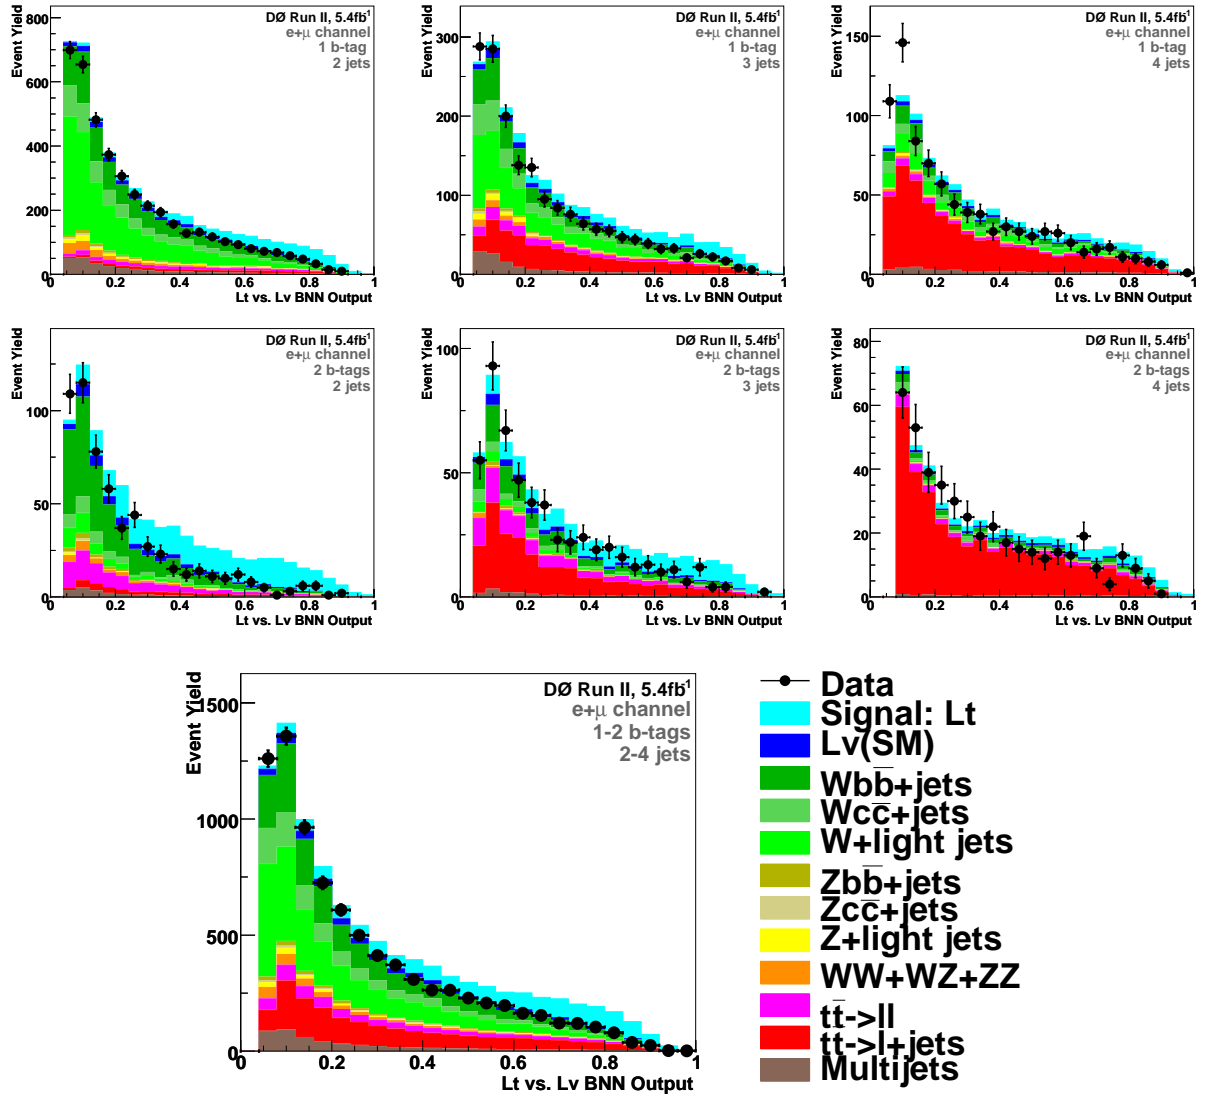 Event Yield
800
600
400
200
0
0 0.2 0.4 0.6 0.8 1
Lt vs. Lv BNN Output
DØ Run II, 5.4fb⁻¹
e+μ channel
1 b-tag
2 jets
Event Yield
300
200
100
0
0 0.2 0.4 0.6 0.8 1
Lt vs. Lv BNN Output
DØ Run II, 5.4fb⁻¹
e+μ channel
1 b-tag
3 jets
Event Yield
150
100
50
0
0 0.2 0.4 0.6 0.8 1
Lt vs. Lv BNN Output
DØ Run II, 5.4fb⁻¹
e+μ channel
1 b-tag
4 jets
Event Yield
100
50
0
0 0.2 0.4 0.6 0.8 1
Lt vs. Lv BNN Output
DØ Run II, 5.4fb⁻¹
e+μ channel
2 b-tags
2 jets
Event Yield
100
50
0
0 0.2 0.4 0.6 0.8 1
Lt vs. Lv BNN Output
DØ Run II, 5.4fb⁻¹
e+μ channel
2 b-tags
3 jets
Event Yield
80
60
40
20
0
0 0.2 0.4 0.6 0.8 1
Lt vs. Lv BNN Output
DØ Run II, 5.4fb⁻¹
e+μ channel
2 b-tags
4 jets
Event Yield
1500
1000
500
0
0 0.2 0.4 0.6 0.8 1
Lt vs. Lv BNN Output
DØ Run II, 5.4fb⁻¹
e+μ channel
1-2 b-tags
2-4 jets
Data
Signal: Lt
Lv(SM)
Wbb̅+jets
Wcc̅+jets
W+light jets
Zbb̅+jets
Zcc̅+jets
Z+light jets
WW+WZ+ZZ
tt̅->ll
tt̅->l+jets
Multijets